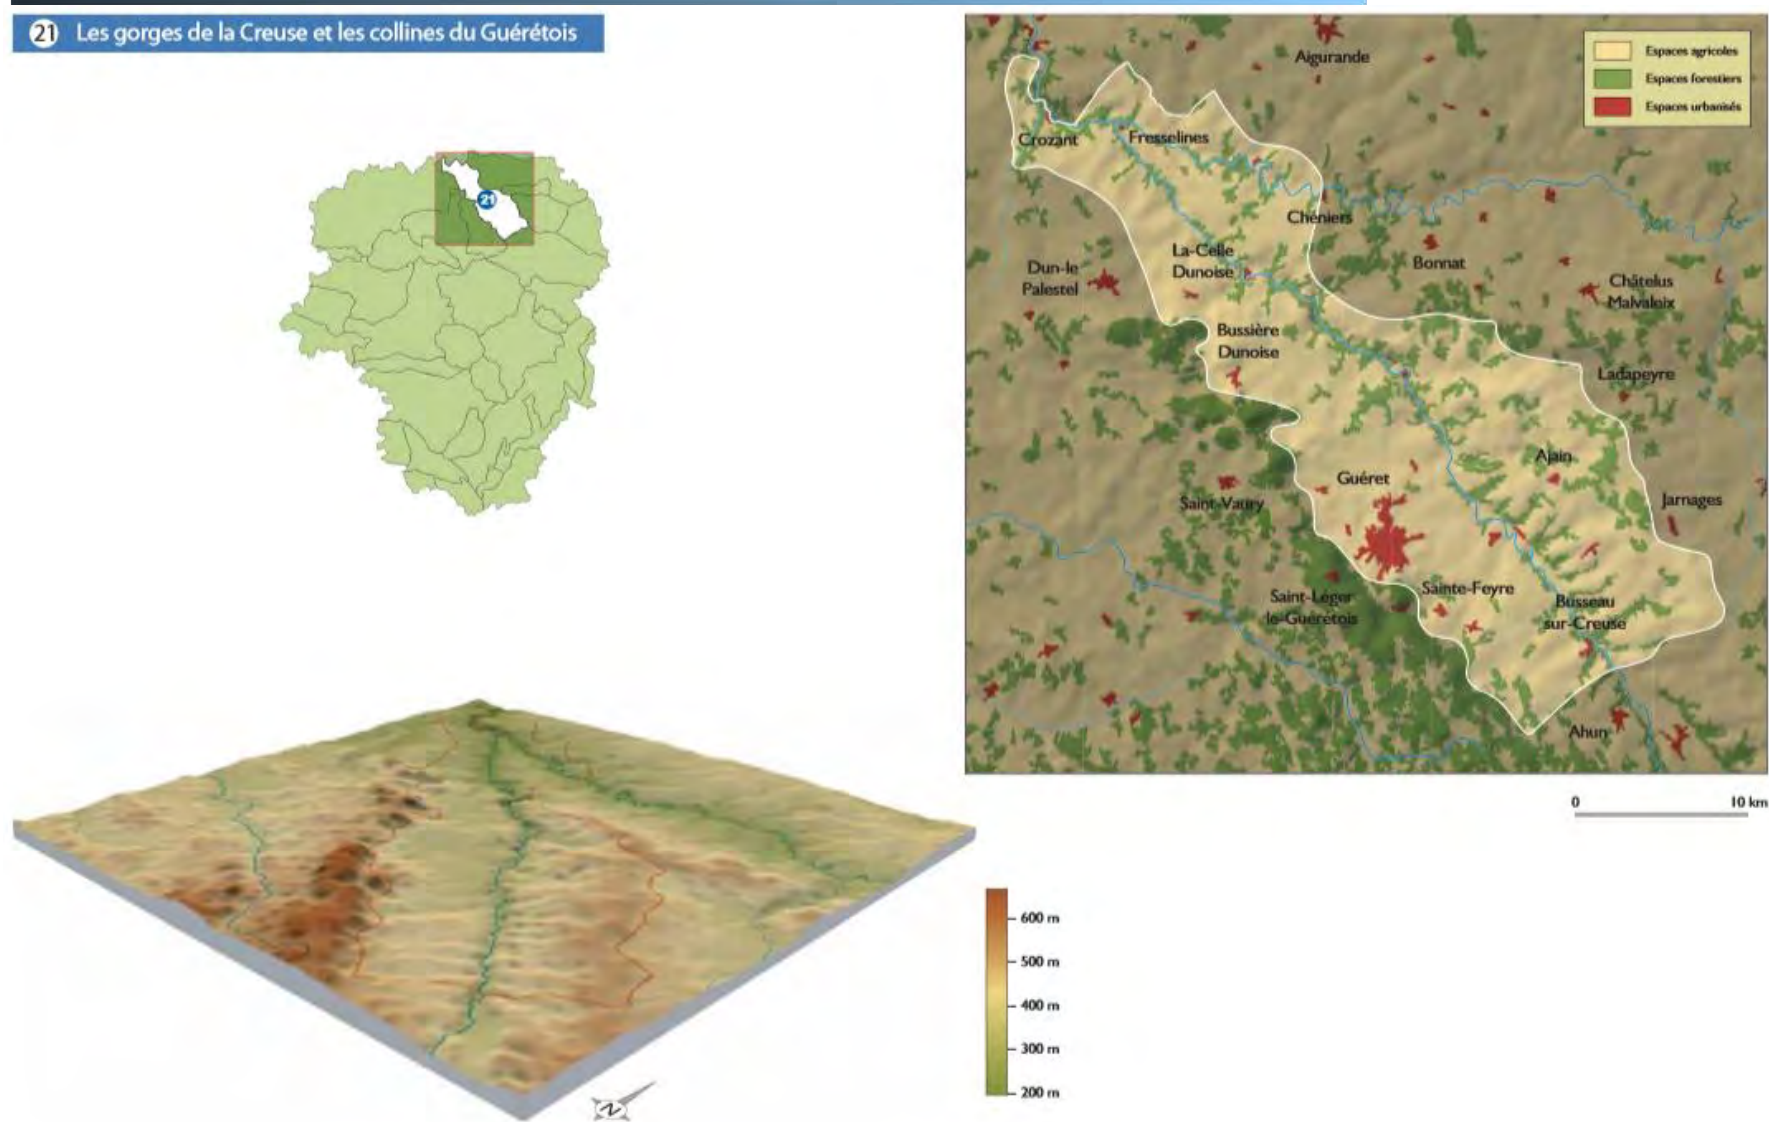 21 Les gorges de la Creuse et les collines du Guérétois
21
Aigurande
Espaces agricoles
Espaces forestiers
Espaces urbanisés
Crozant
Fresselines
Chéniers
La-Celle
Dunoise
Bonnat
Dun-le
Palestel
Châtelus
Malvaleix
Bussière
Dunoise
Ladapeyre
Ajain
Guéret
Saint-Vaury
Jarnages
Sainte-Feyre
Saint-Léger
le-Guérétois
Busseau
sur-Creuse
Ahun
0 10 km
600 m
500 m
400 m
300 m
200 m
N